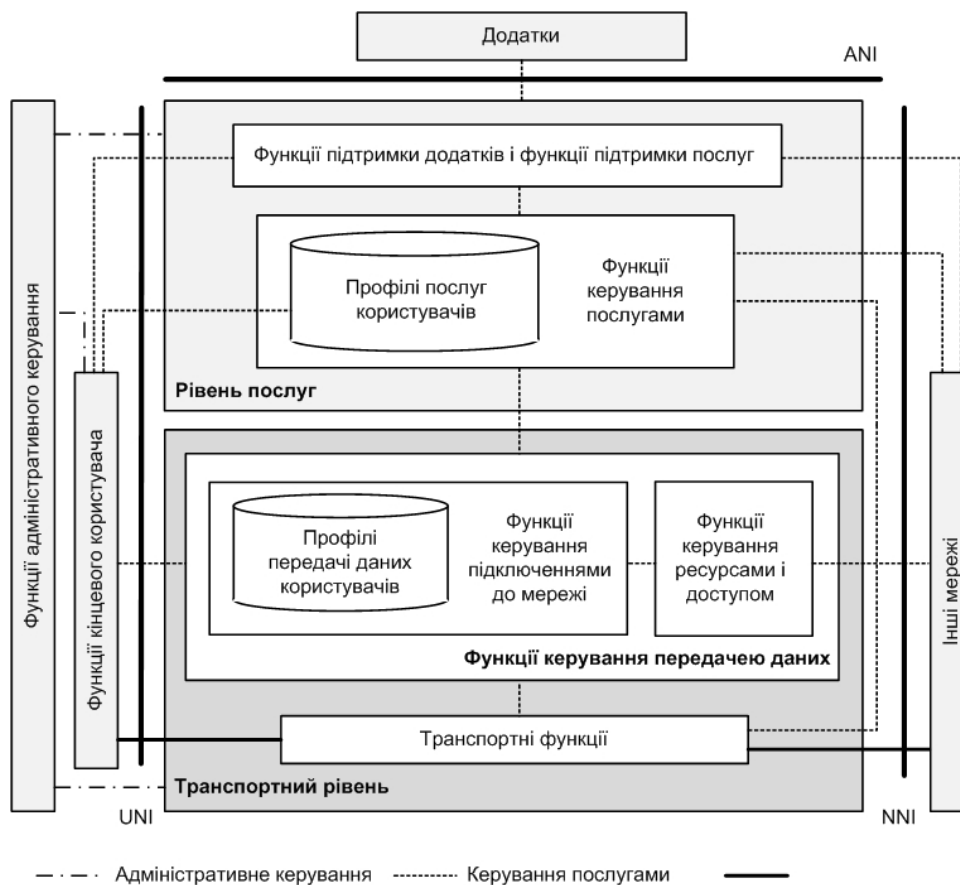 Додатки
ANI
Функції підтримки додатків і функції підтримки послуг
Профілі послуг
користувачів
Функції
керування
послугами
Рівень послуг
Функції адміністративного керування
Функції кінцевого користувача
Профілі
передачі даних
користувачів
Функції
керування
підключеннями
до мережі
Функції
керування
ресурсами і
доступом
Функції керування передачею даних
Інші мережі
Транспортні функції
Транспортний рівень
UNI
NNI
Адміністративне керування
Керування послугами